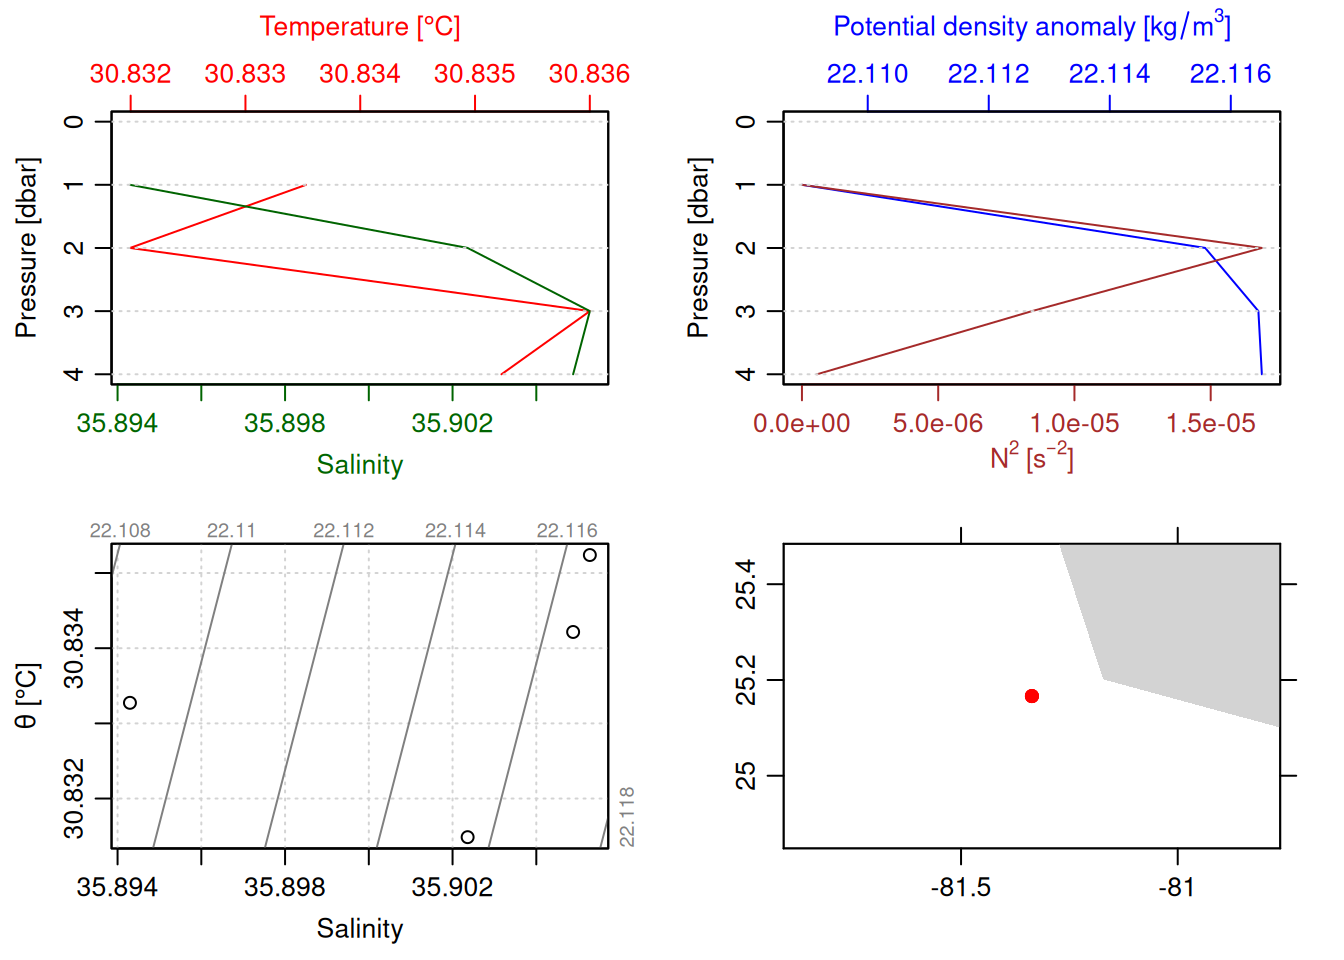 Temperature [°C]
30.832 30.833 30.834 30.835 30.836
Pressure [dbar]
0
1
2
3
4
35.894 35.898 35.902
Salinity
Potential density anomaly [kg/m³]
22.110 22.112 22.114 22.116
Pressure [dbar]
0
1
2
3
4
0.0e+00 5.0e-06 1.0e-05 1.5e-05
N² [s⁻²]
22.108 22.11 22.112 22.114 22.116
22.118
θ [°C]
30.834
30.832
35.894 35.898 35.902
Salinity
25.4
25.2
25
-81.5 -81